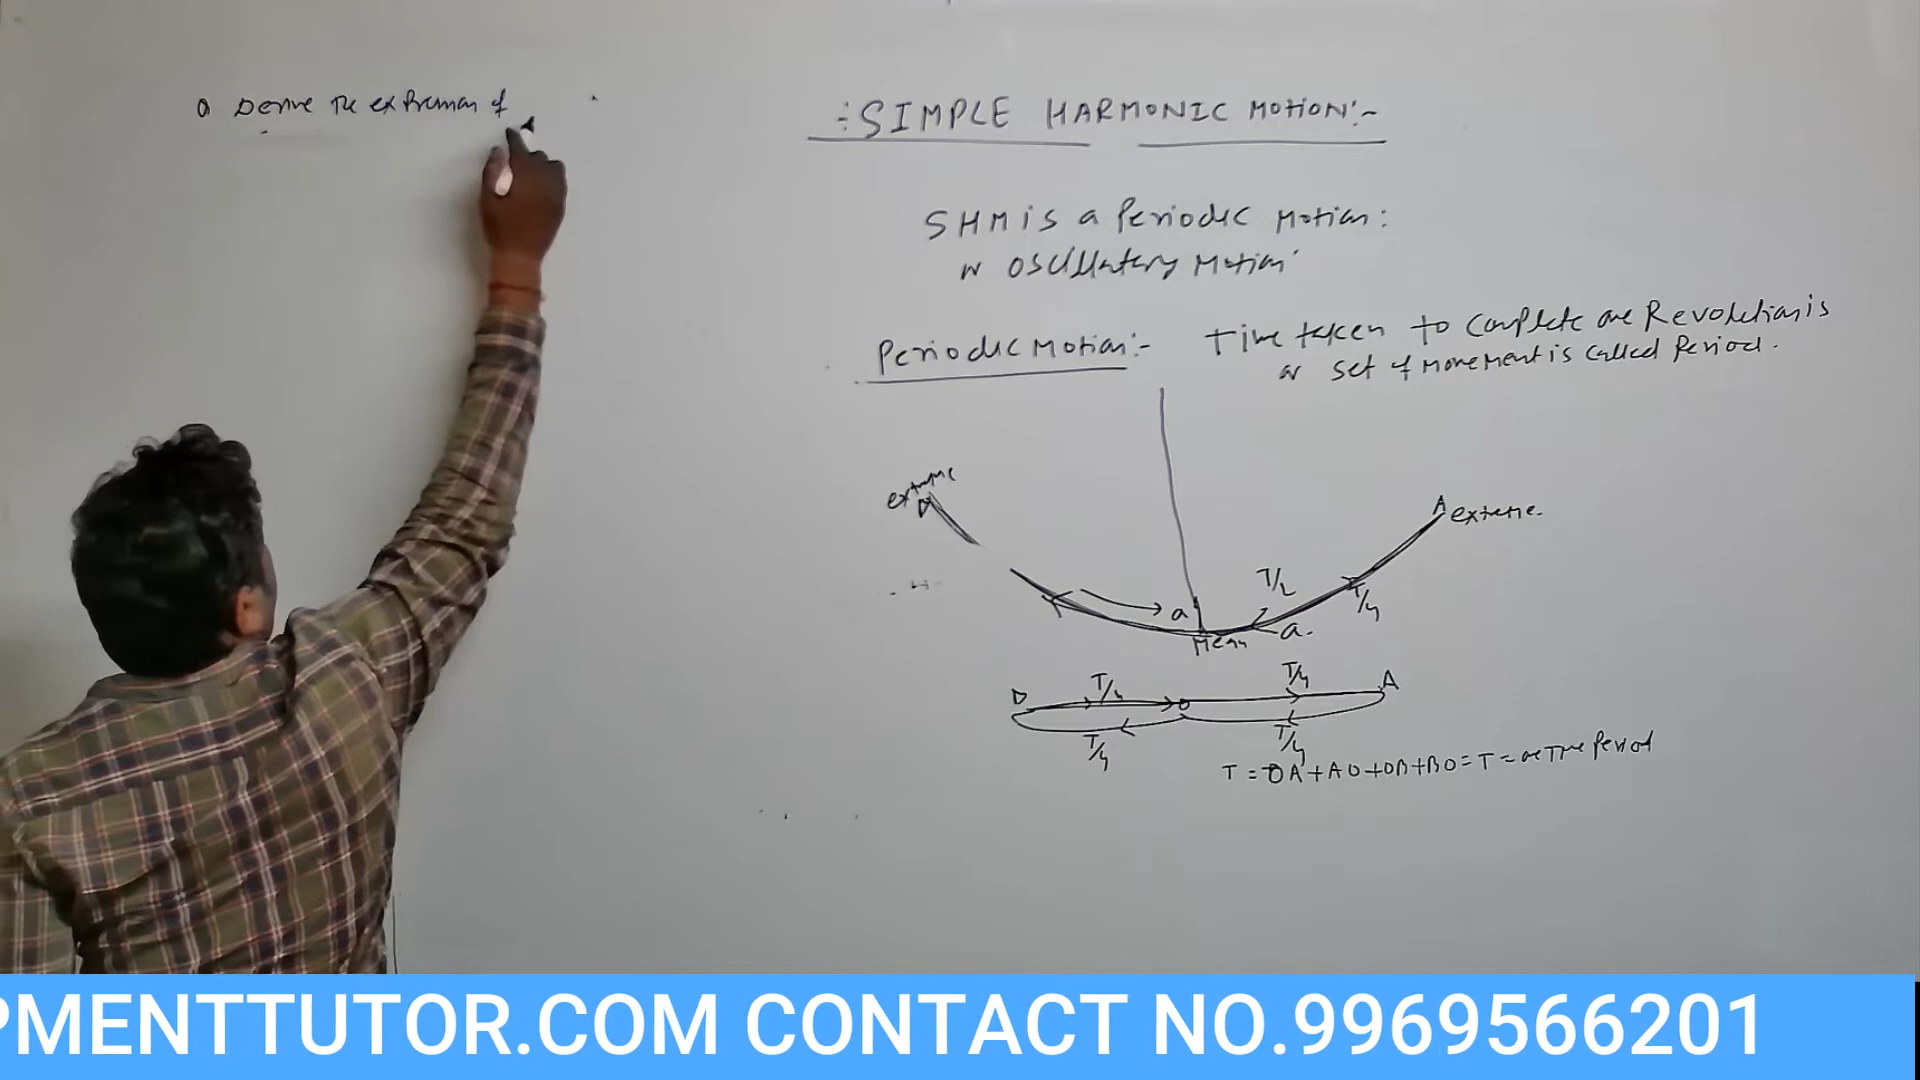 Q Derive the expression of
:-SIMPLE HARMONIC MOTION:-
SHM is a Periodic Motion:
or Oscillatory Motion
Periodic Motion:-
Time taken to complete one Revolution is
or set of movement is called Period.
extreme
A extreme.
T/2
T/4
a
a.
Mean
T/4
T/4
A
O
T/4
T/4
T = OA + AO + OB + BO = T = one Time Period
PMENTTUTOR.COM CONTACT NO.9969566201